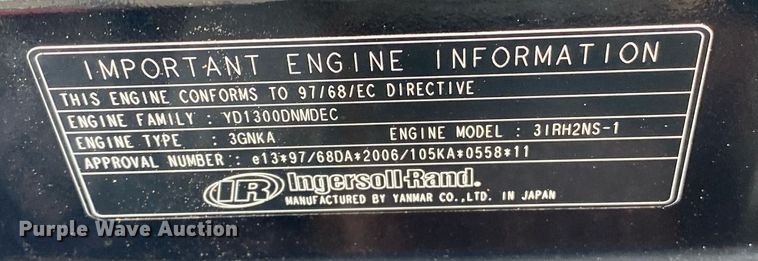 IMPORTANT ENGINE INFORMATION
THIS ENGINE CONFORMS TO 97/68/EC DIRECTIVE
ENGINE FAMILY : YD1300DNMDEC
ENGINE TYPE : 3GNKA ENGINE MODEL : 3IRH2NS-1
APPROVAL NUMBER : e13*97/68DA*2006/105KA*0558*11
IR Ingersoll-Rand.
MANUFACTURED BY YANMAR CO.,LTD. IN JAPAN
Purple Wave Auction